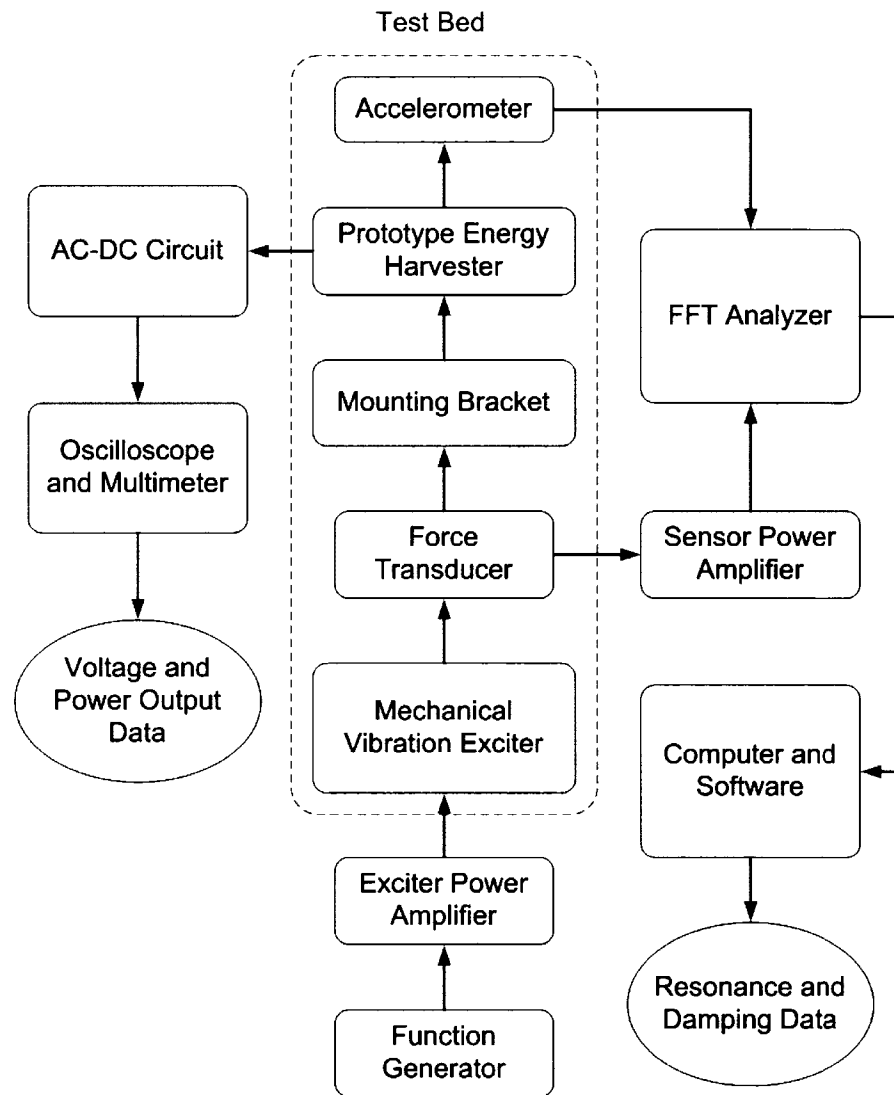 Test Bed
Accelerometer
AC-DC Circuit
Prototype Energy
Harvester
FFT Analyzer
Mounting Bracket
Oscilloscope
and Multimeter
Force
Transducer
Sensor Power
Amplifier
Voltage and
Power Output
Data
Mechanical
Vibration Exciter
Computer and
Software
Exciter Power
Amplifier
Resonance and
Damping Data
Function
Generator